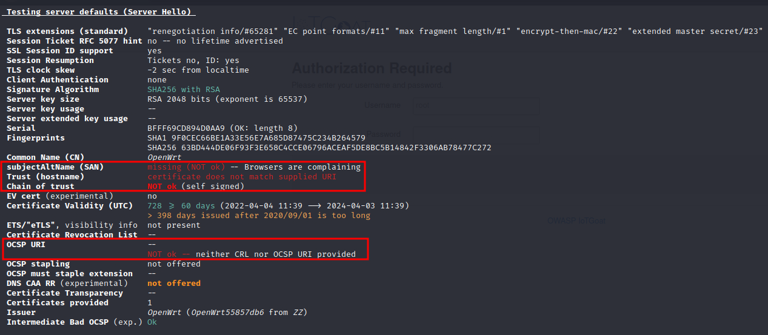 Testing server defaults (Server Hello)
TLS extensions (standard) "renegotiation info/#65281" "EC point formats/#11" "max fragment length/#1" "encrypt-then-mac/#22" "extended master secret/#23"
Session Ticket RFC 5077 hint no -- no lifetime advertised
SSL Session ID support yes
Session Resumption Tickets no, ID: yes
TLS clock skew -2 sec from localtime
Client Authentication none
Signature Algorithm SHA256 with RSA
Server key size RSA 2048 bits (exponent is 65537)
Server key usage --
Server extended key usage --
Serial BFFF69CD894D0AA9 (OK: length 8)
Fingerprints SHA1 9F0CEC66BE1A33E56E7A685D87475C234B264579
SHA256 63BD444DE06F93F3E658C4CCE06796ACEAF5DE8BC5B14842F3306AB78477C272
Common Name (CN) OpenWrt
subjectAltName (SAN) missing (NOT ok) -- Browsers are complaining
Trust (hostname) certificate does not match supplied URI
Chain of trust NOT ok (self signed)
EV cert (experimental) no
Certificate Validity (UTC) 728 >= 60 days (2022-04-04 11:39 --> 2024-04-03 11:39)
> 398 days issued after 2020/09/01 is too long
ETS/"eTLS", visibility info not present
Certificate Revocation List --
OCSP URI --
NOT ok -- neither CRL nor OCSP URI provided
OCSP stapling not offered
OCSP must staple extension --
DNS CAA RR (experimental) not offered
Certificate Transparency --
Certificates provided 1
Issuer OpenWrt (OpenWrt55857db6 from ZZ)
Intermediate Bad OCSP (exp.) Ok
Authorization Required